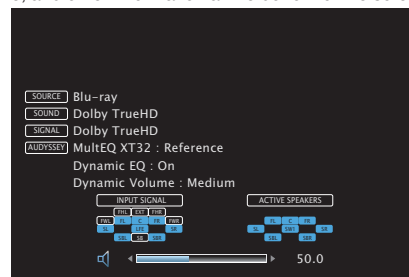 SOURCE Blu-ray
SOUND Dolby TrueHD
SIGNAL Dolby TrueHD
AUDYSSEY MultEQ XT32 : Reference
Dynamic EQ : On
Dynamic Volume : Medium
INPUT SIGNAL ACTIVE SPEAKERS
FHL EXT FHR
FWL FL C FR FWR FL C FR
SL LFE SR SL SW1 SR
SBL SB SBR SBL SBR
50.0